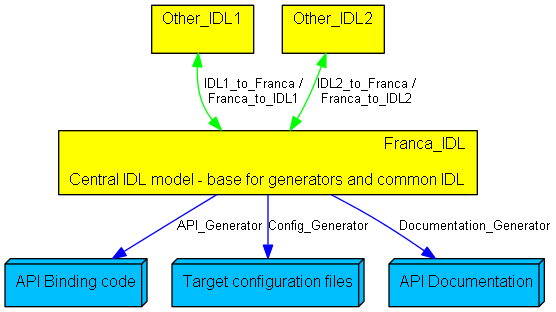 Other_IDL1
Other_IDL2
IDL1_to_Franca /
Franca_to_IDL1
IDL2_to_Franca /
Franca_to_IDL2
Franca_IDL
Central IDL model - base for generators and common IDL
API_Generator
Config_Generator
Documentation_Generator
API Binding code
Target configuration files
API Documentation